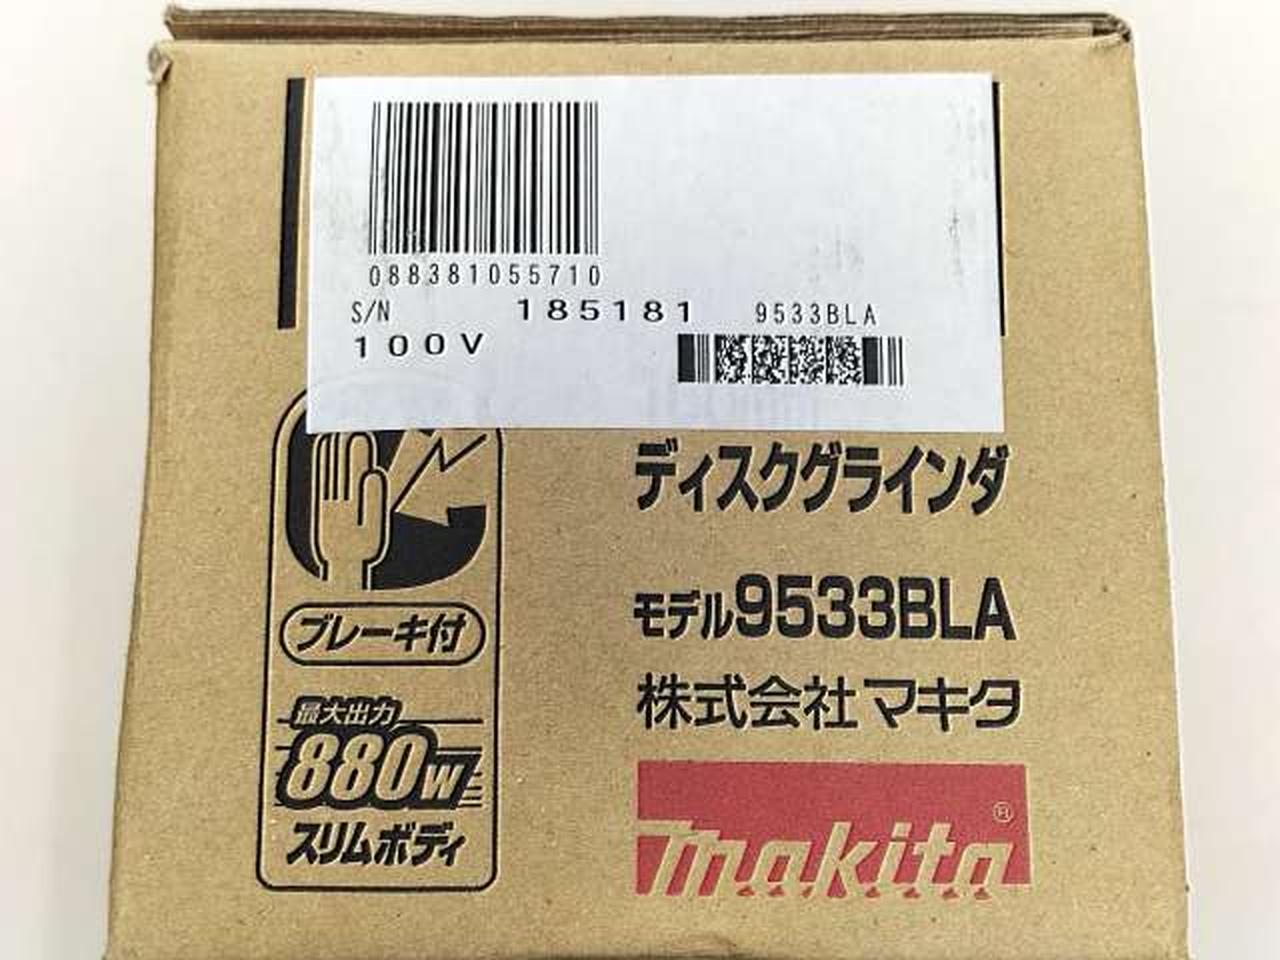 088381055710
S/N 185181 9533BLA
100V
ディスクグラインダ
モデル9533BLA
株式会社マキタ
makita®
ブレーキ付
最大出力
880W
スリムボディ